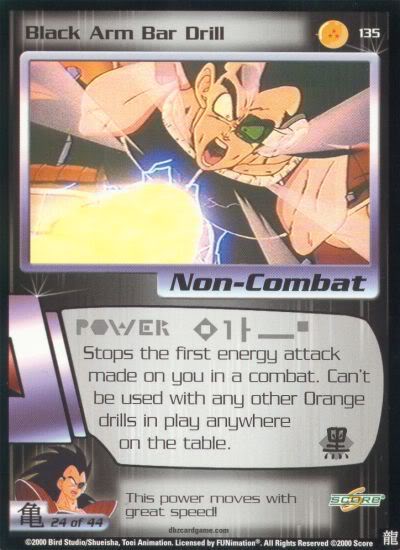 Black Arm Bar Drill
135
Non-Combat
POWER
Stops the first energy attack
made on you in a combat. Can't
be used with any other Orange
drills in play anywhere
on the table.
黑
SCORE
This power moves with
great speed!
亀 24 of 44
dbzcardgame.com
©2000 Bird Studio/Shueisha, Toei Animation. Licensed by FUNimation®. All Rights Reserved. ©2000 Score
龍